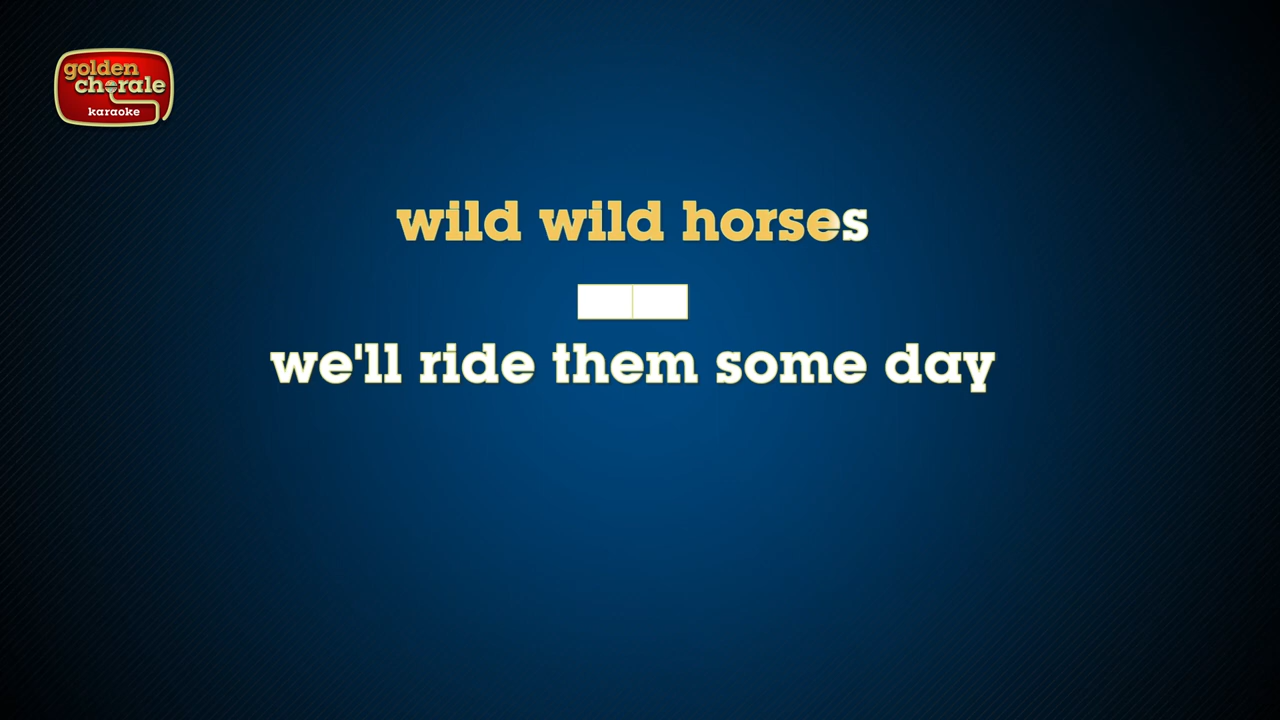 golden
chorale
karaoke
wild wild horses
we'll ride them some day